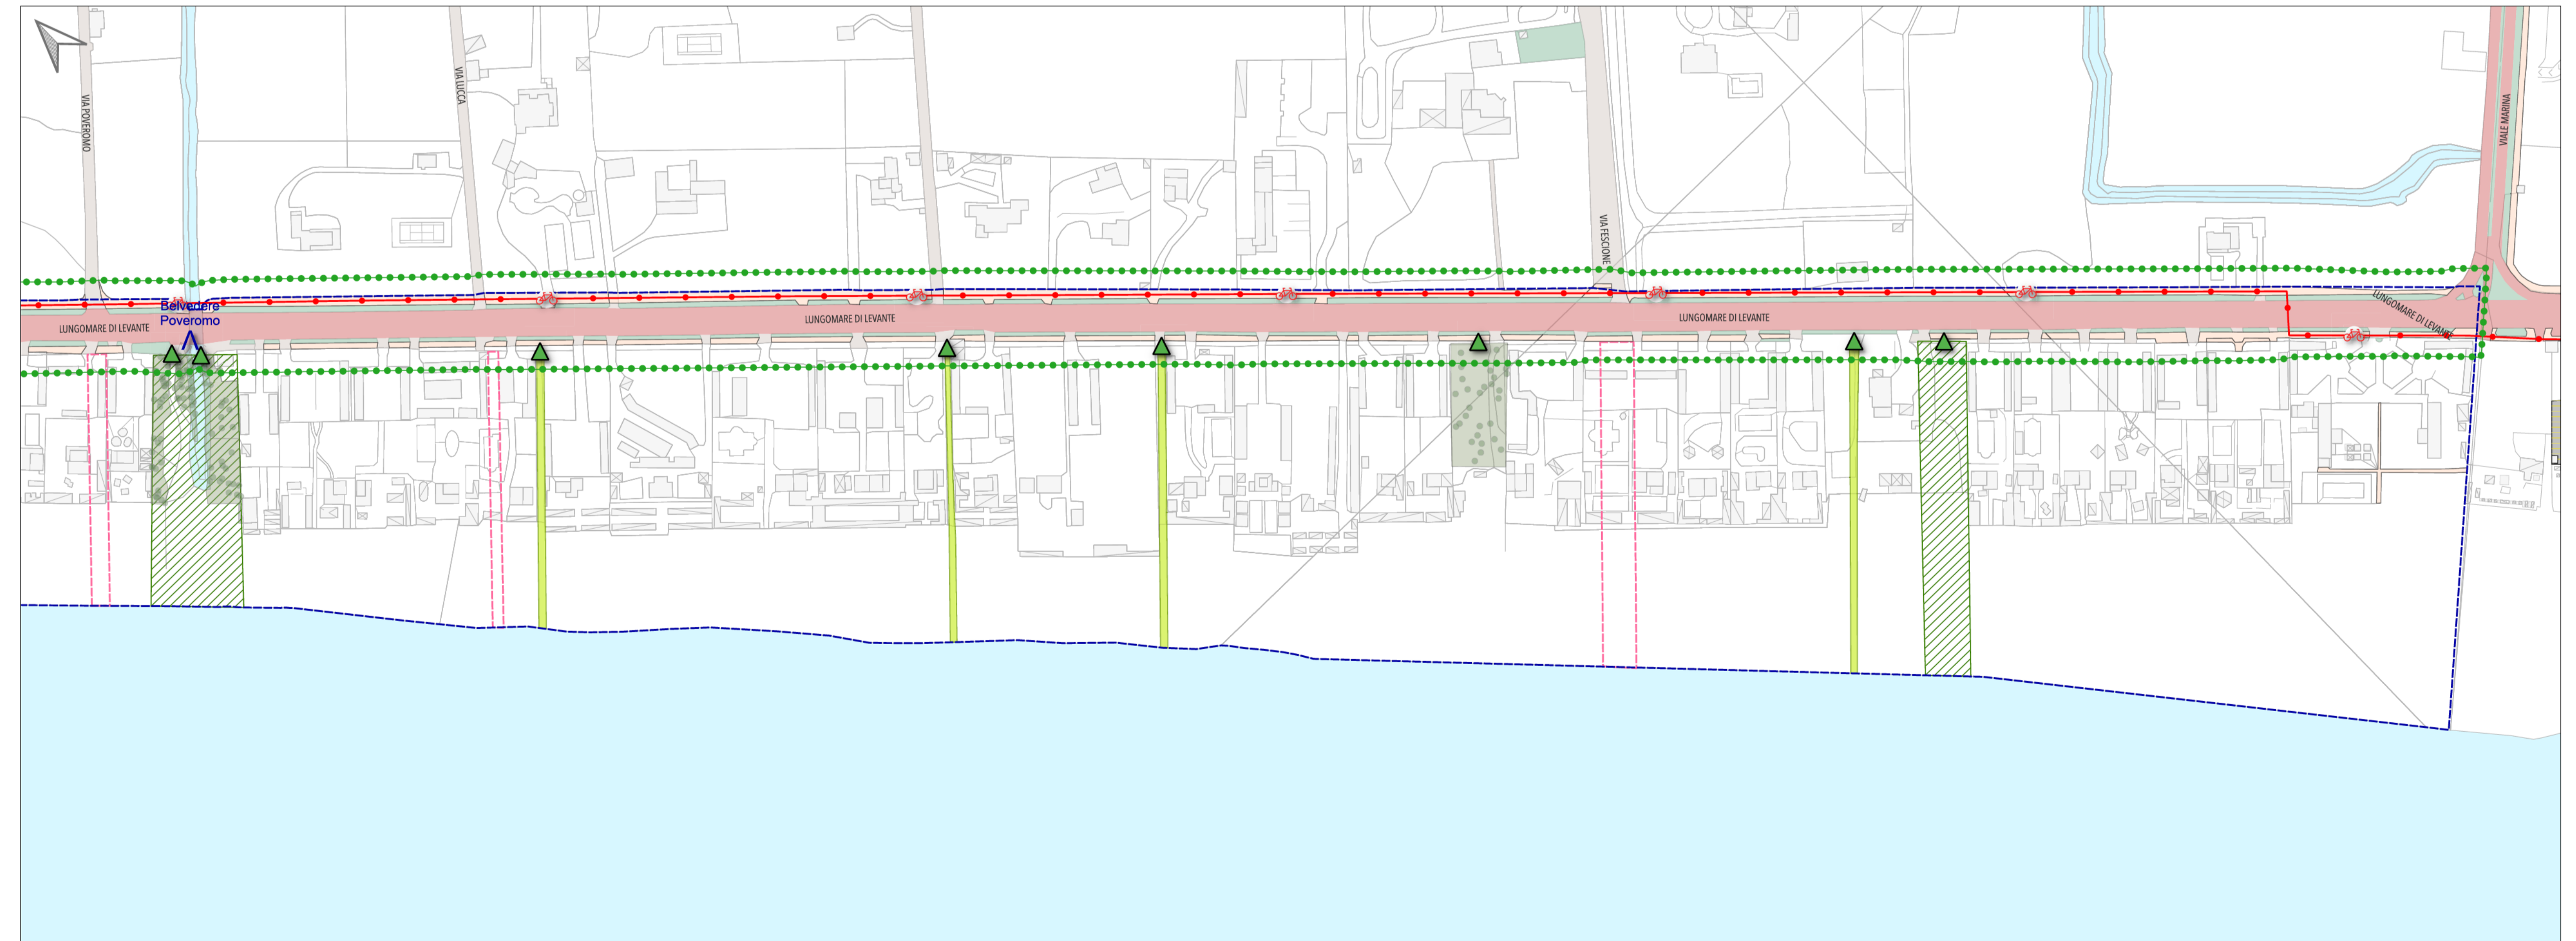 VIA POVEROMO
VIA LUCCA
VIA FESCIONE
VIALE MARINA
Belvedere
Poveromo
LUNGOMARE DI LEVANTE
LUNGOMARE DI LEVANTE
LUNGOMARE DI LEVANTE
LUNGOMARE DI LEVANTE